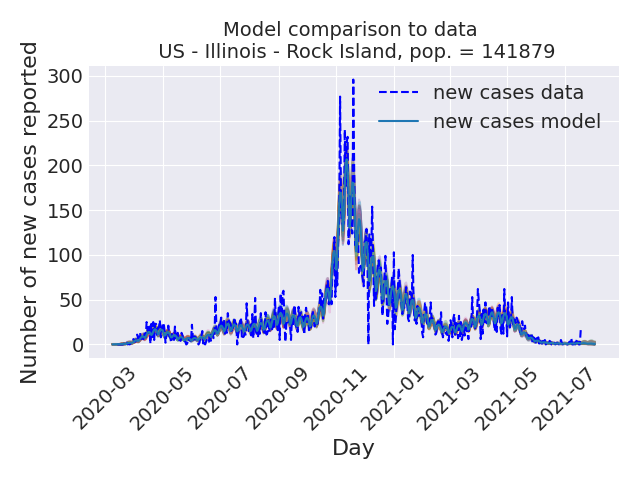 Model comparison to data
US - Illinois - Rock Island, pop. = 141879
Number of new cases reported
300
250
200
150
100
50
0
new cases data
new cases model
2020-03
2020-05
2020-07
2020-09
2020-11
2021-01
2021-03
2021-05
2021-07
Day